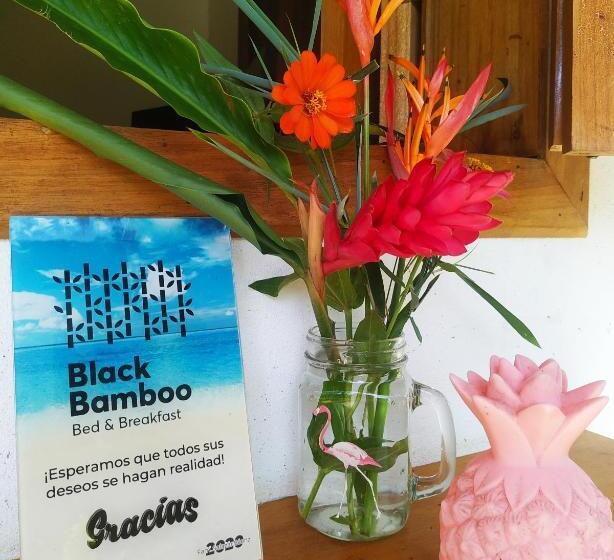 Black
Bamboo
Bed & Breakfast
¡Esperamos que todos sus
deseos se hagan realidad!
Gracias
2020